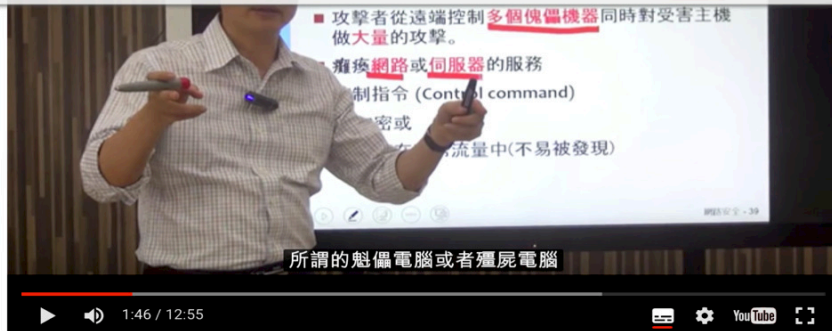 ■ 攻擊者從遠端控制多個傀儡機器同時對受害主機
做大量的攻擊。
癱瘓網路或伺服器的服務
制指令 (Control command)
密或
流量中(不易被發現)
網路安全 - 39
所謂的魁儡電腦或者殭屍電腦
1:46 / 12:55
YouTube